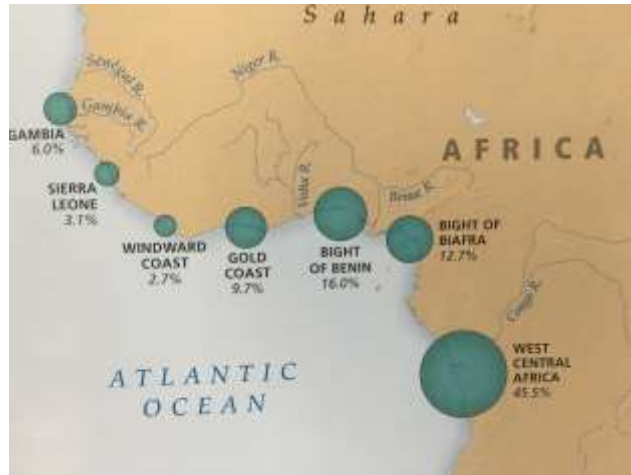 Sahara
Senegal R.
Niger R.
Gambia R.
GAMBIA
6.0%
AFRICA
Volta R.
Benue R.
SIERRA
LEONE
3.1%
WINDWARD
COAST
2.7%
GOLD
COAST
9.7%
BIGHT
OF BENIN
16.0%
BIGHT OF
BIAFRA
12.7%
Congo R.
WEST
CENTRAL
AFRICA
45.5%
ATLANTIC
OCEAN